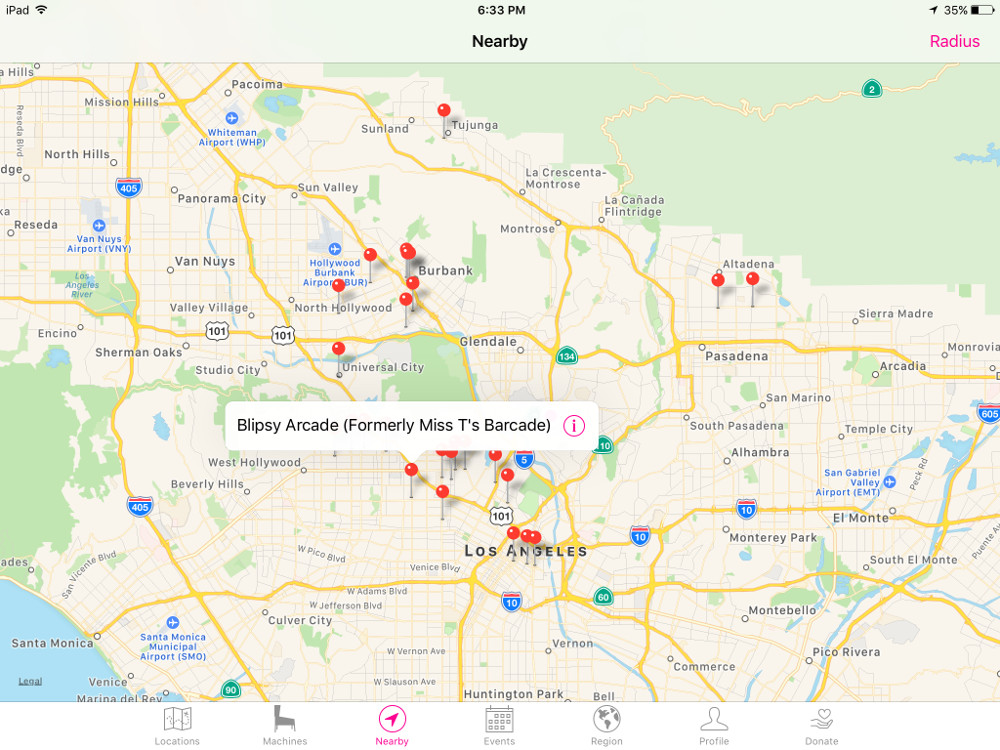 iPad
6:33 PM
35%
Nearby
Radius
Pacoima
2
Mission Hills
Reseda Blvd
Sunland
Tujunga
Whiteman
Airport (WHP)
North Hills
La Crescenta-
Montrose
405
Sun Valley
Panorama City
La Cañada
Flintridge
Reseda
Montrose
Van Nuys
Airport (VNY)
Hollywood
Burbank
Airport (BUR)
Van Nuys
Burbank
Altadena
Los
Angeles
River
Valley Village
North Hollywood
Sierra Madre
Encino
101
101
Glendale
Monrovia
Sherman Oaks
134
Pasadena
Studio City
Universal City
Arcadia
San Marino
605
Blipsy Arcade (Formerly Miss T's Barcade)
i
South Pasadena
Temple City
110
Alhambra
West Hollywood
5
Beverly Hills
San Gabriel
Valley
Airport (EMT)
Peck Rd
405
101
10
El Monte
10
Monterey Park
LOS ANGELES
W Pico Blvd
San Vicente Blvd
Venice Blvd
South El Monte
W Adams Blvd
W Jefferson Blvd
10
60
Culver City
Montebello
Santa Monica
Santa Monica
Municipal
Airport (SMO)
Vernon
W Vernon Ave
Pico Rivera
Commerce
Legal
Venice
W Slauson Ave
90
Marina del Rey
Huntington Park
Bell
Locations
Machines
Nearby
Events
Region
Profile
Donate